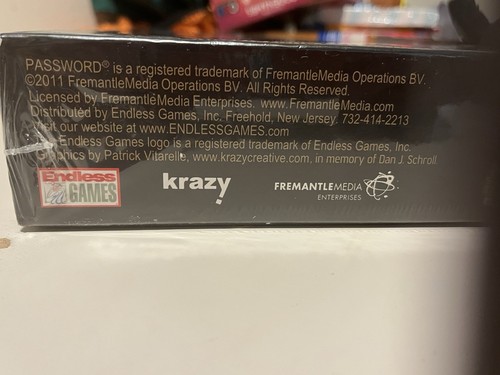 PASSWORD® is a registered trademark of FremantleMedia Operations BV.
©2011 FremantleMedia Operations BV. All Rights Reserved.
Licensed by FremantleMedia Enterprises. www.FremantleMedia.com
Distributed by Endless Games, Inc. Freehold, New Jersey. 732-414-2213
our website at www.ENDLESSGAMES.com
Endless Games logo is a registered trademark of Endless Games, Inc.
Graphics by Patrick Vitarelle, www.krazycreative.com, in memory of Dan J. Schroll.
Endless GAMES
krazy
FREMANTLEMEDIA
ENTERPRISES